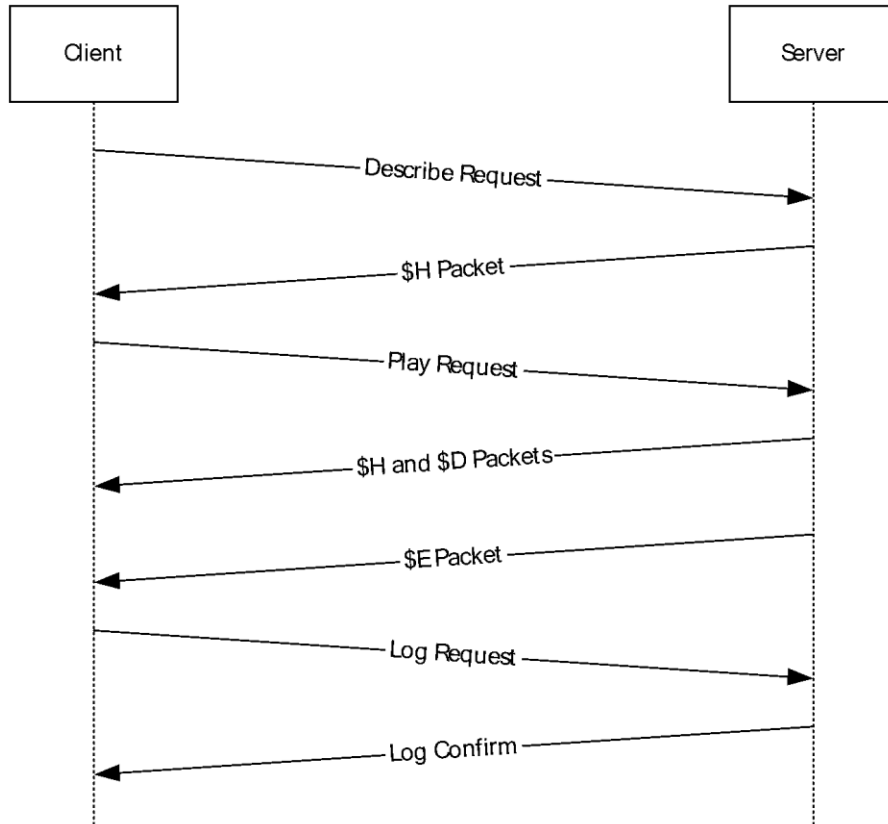 Client
Server
Describe Request
$H Packet
Play Request
$H and $D Packets
$E Packet
Log Request
Log Confirm